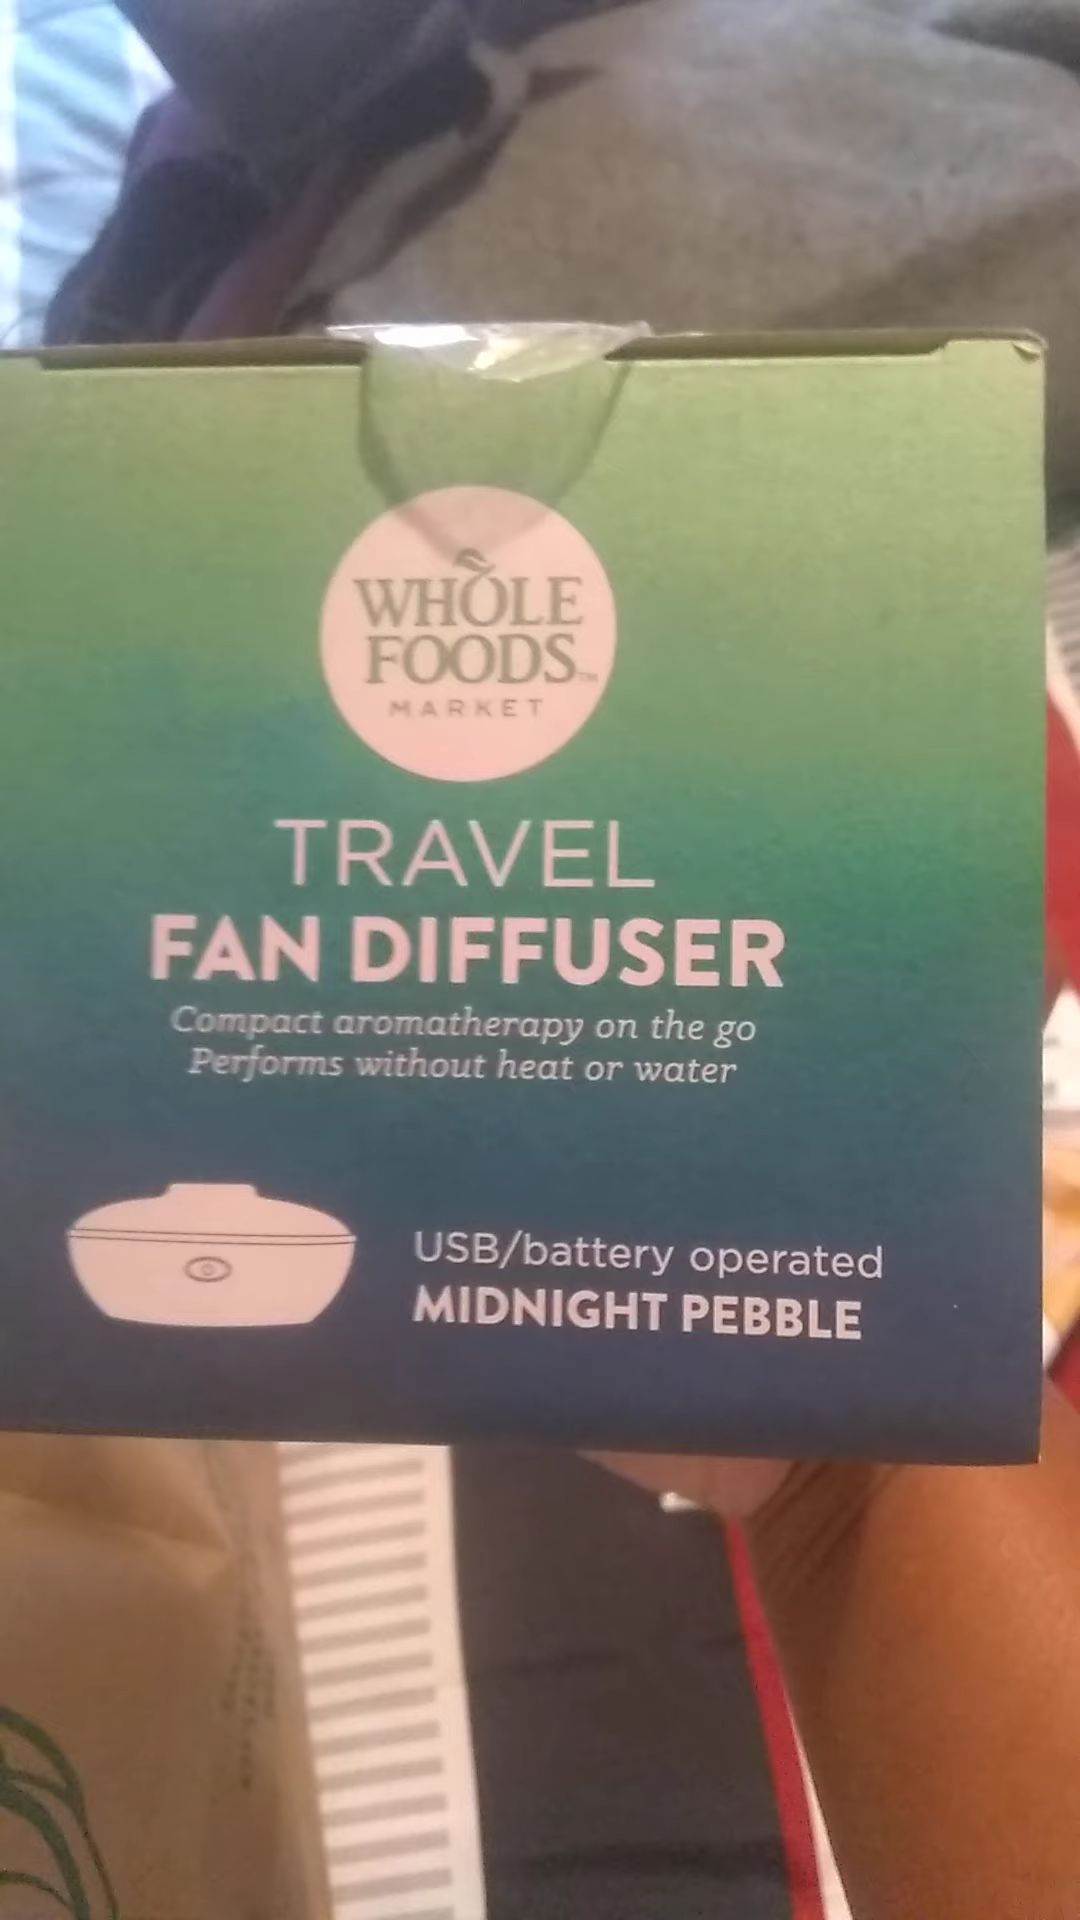 WHOLE
FOODS™
MARKET
TRAVEL
FAN DIFFUSER
Compact aromatherapy on the go
Performs without heat or water
USB/battery operated
MIDNIGHT PEBBLE